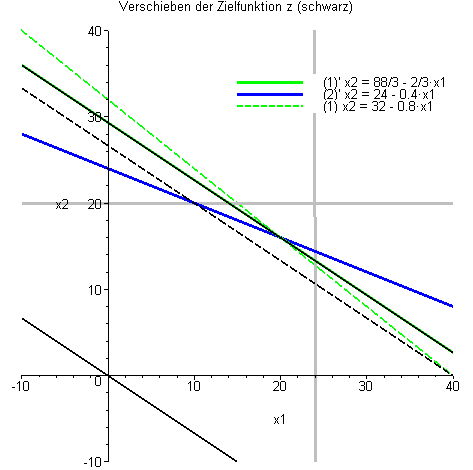 Verschieben der Zielfunktion z (schwarz)
40
(1)' x2 = 88/3 - 2/3·x1
(2)' x2 = 24 - 0.4·x1
(1) x2 = 32 - 0.8·x1
30
x2
20
10
-10
0
10
20
30
40
x1
-10